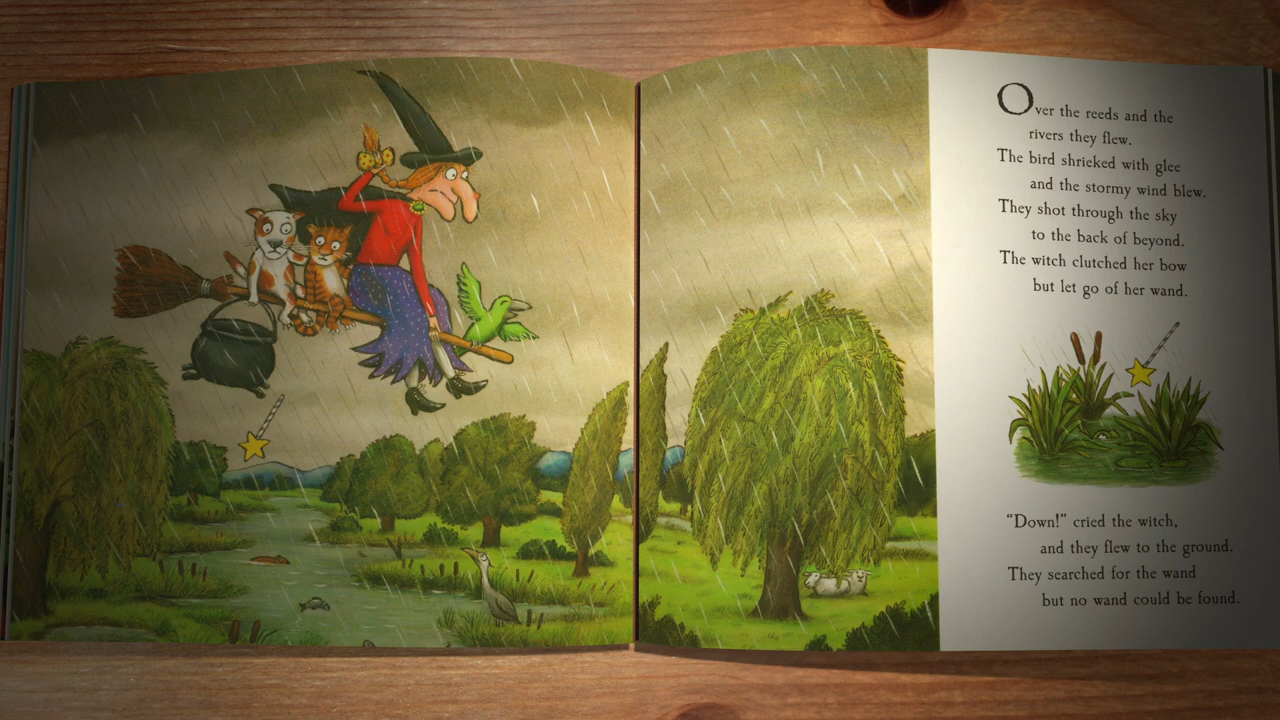 Over the reeds and the
rivers they flew.
The bird shrieked with glee
and the stormy wind blew.
They shot through the sky
to the back of beyond.
The witch clutched her bow
but let go of her wand.
“Down!” cried the witch,
and they flew to the ground.
They searched for the wand
but no wand could be found.